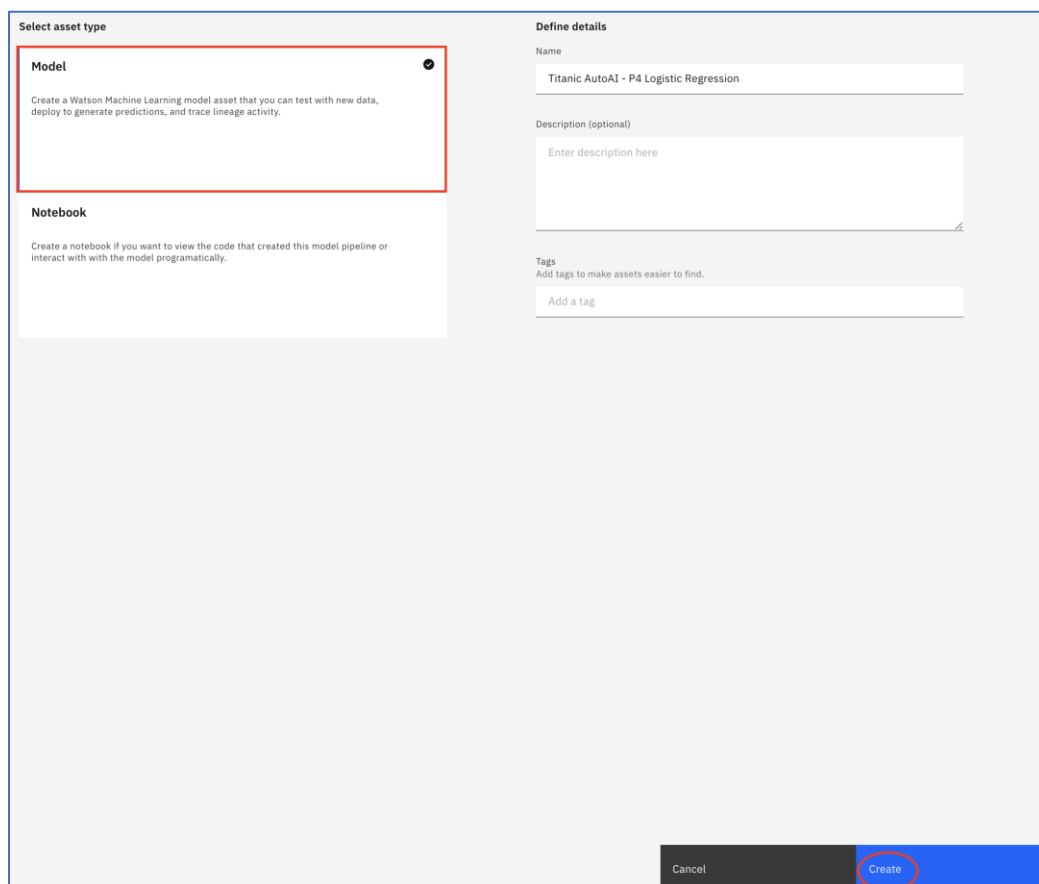 Select asset type
Model
Create a Watson Machine Learning model asset that you can test with new data,
deploy to generate predictions, and trace lineage activity.
Notebook
Create a notebook if you want to view the code that created this model pipeline or
interact with with the model programatically.
Define details
Name
Titanic AutoAI - P4 Logistic Regression
Description (optional)
Enter description here
Tags
Add tags to make assets easier to find.
Add a tag
Cancel
Create